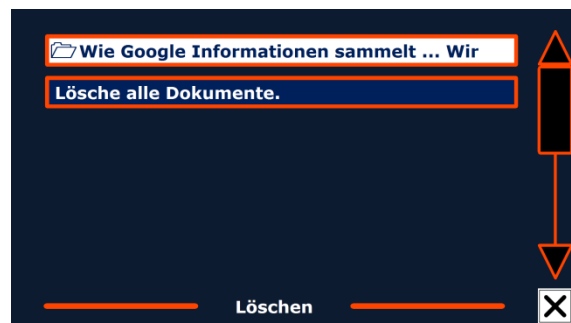 Wie Google Informationen sammelt ... Wir
Lösche alle Dokumente.
Löschen